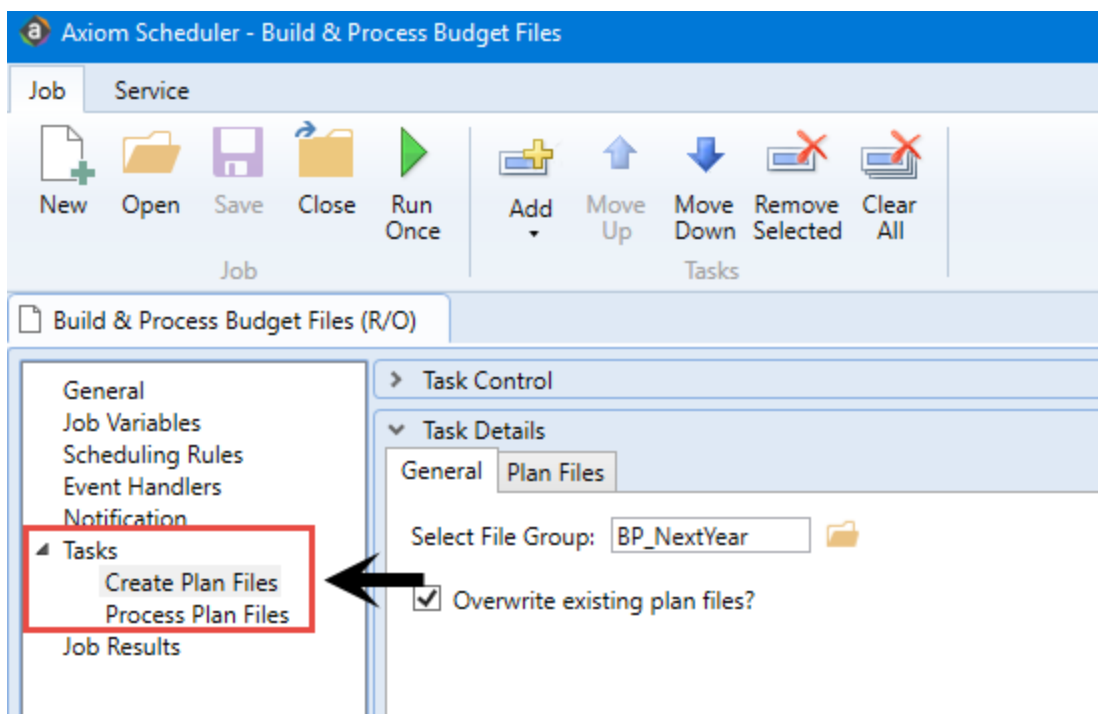 Axiom Scheduler - Build & Process Budget Files
Job Service
New Open Save Close Run Once Add Move Up Move Down Remove Selected Clear All
Job Tasks
Build & Process Budget Files (R/O)
General
Job Variables
Scheduling Rules
Event Handlers
Notification
Tasks
Create Plan Files
Process Plan Files
Job Results
Task Control
Task Details
General Plan Files
Select File Group: BP_NextYear
Overwrite existing plan files?